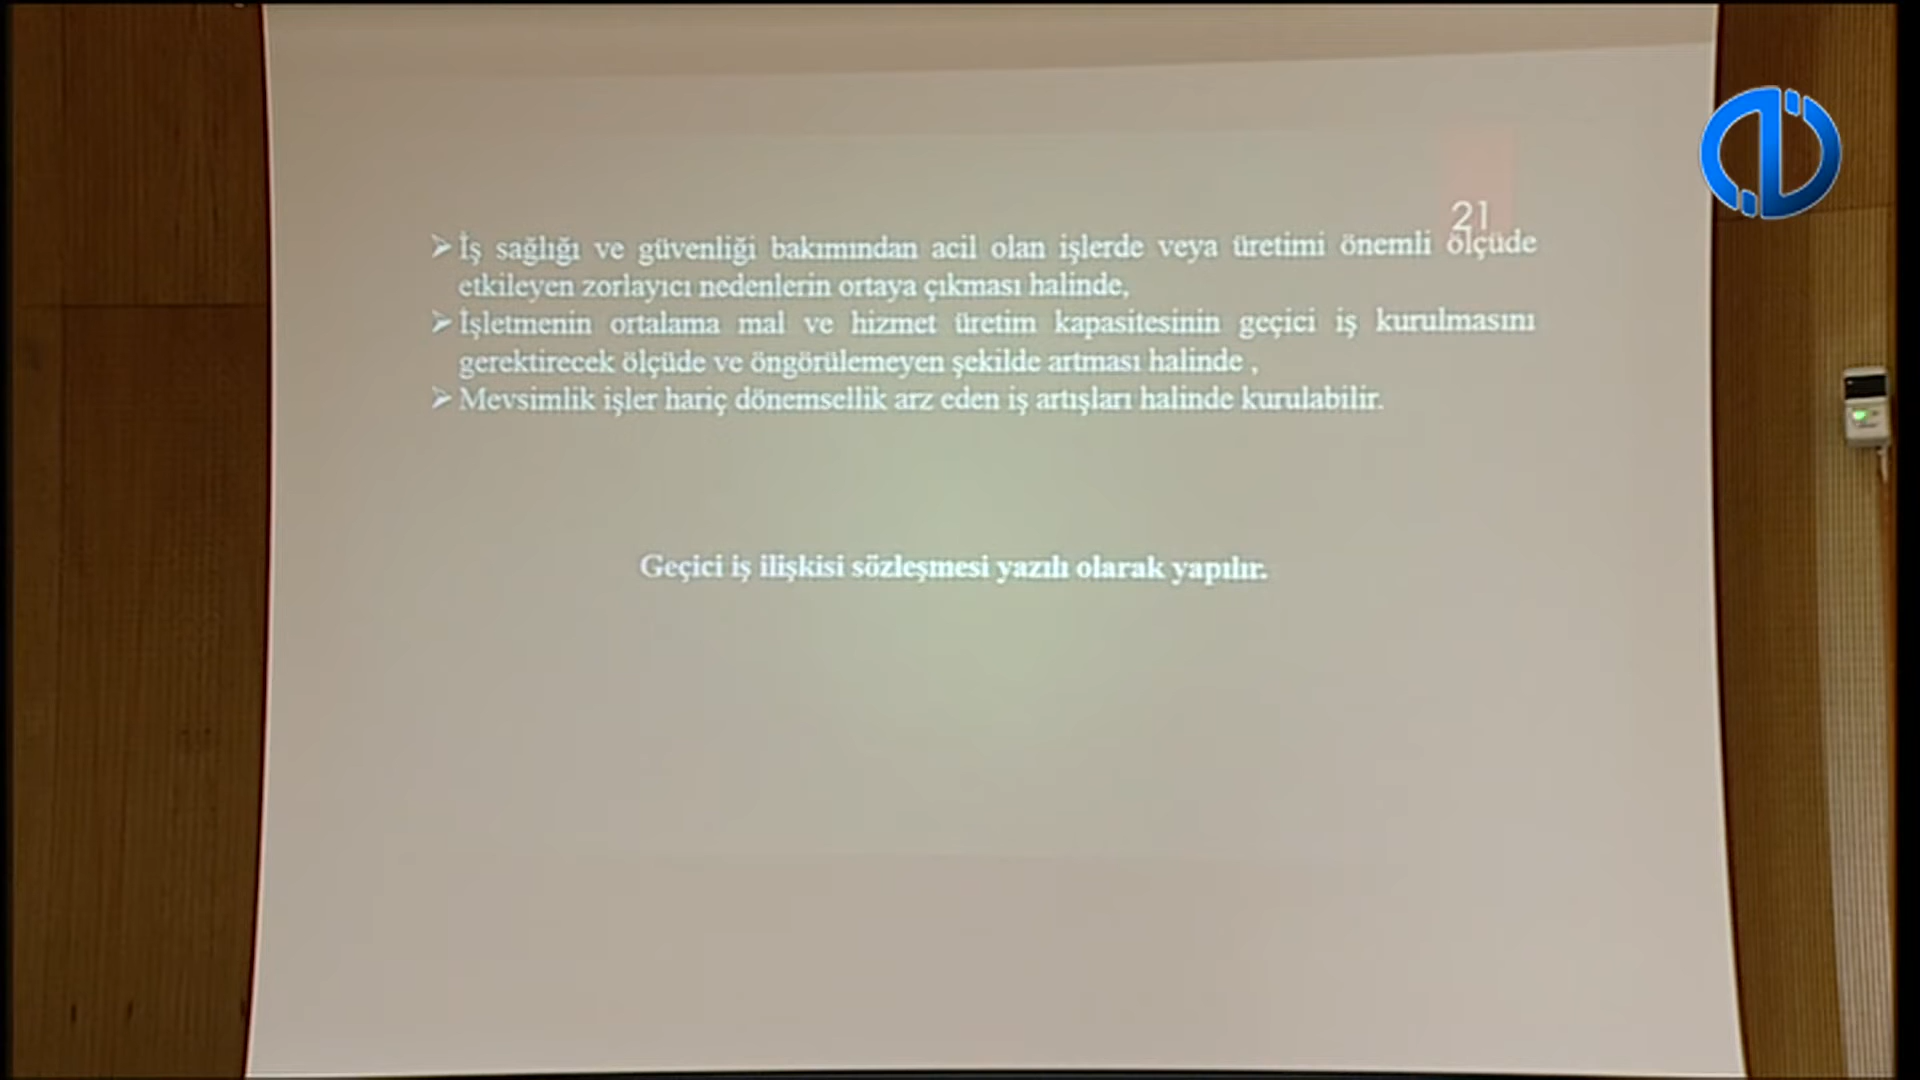 21
➤ İş sağlığı ve güvenliği bakımından acil olan işlerde veya üretimi önemli ölçüde
etkileyen zorlayıcı nedenlerin ortaya çıkması halinde,
➤ İşletmenin ortalama mal ve hizmet üretim kapasitesinin geçici iş kurulmasını
gerektirecek ölçüde ve öngörülemeyen şekilde artması halinde ,
➤ Mevsimlik işler hariç dönemsellik arz eden iş artışları halinde kurulabilir.
Geçici iş ilişkisi sözleşmesi yazılı olarak yapılır.